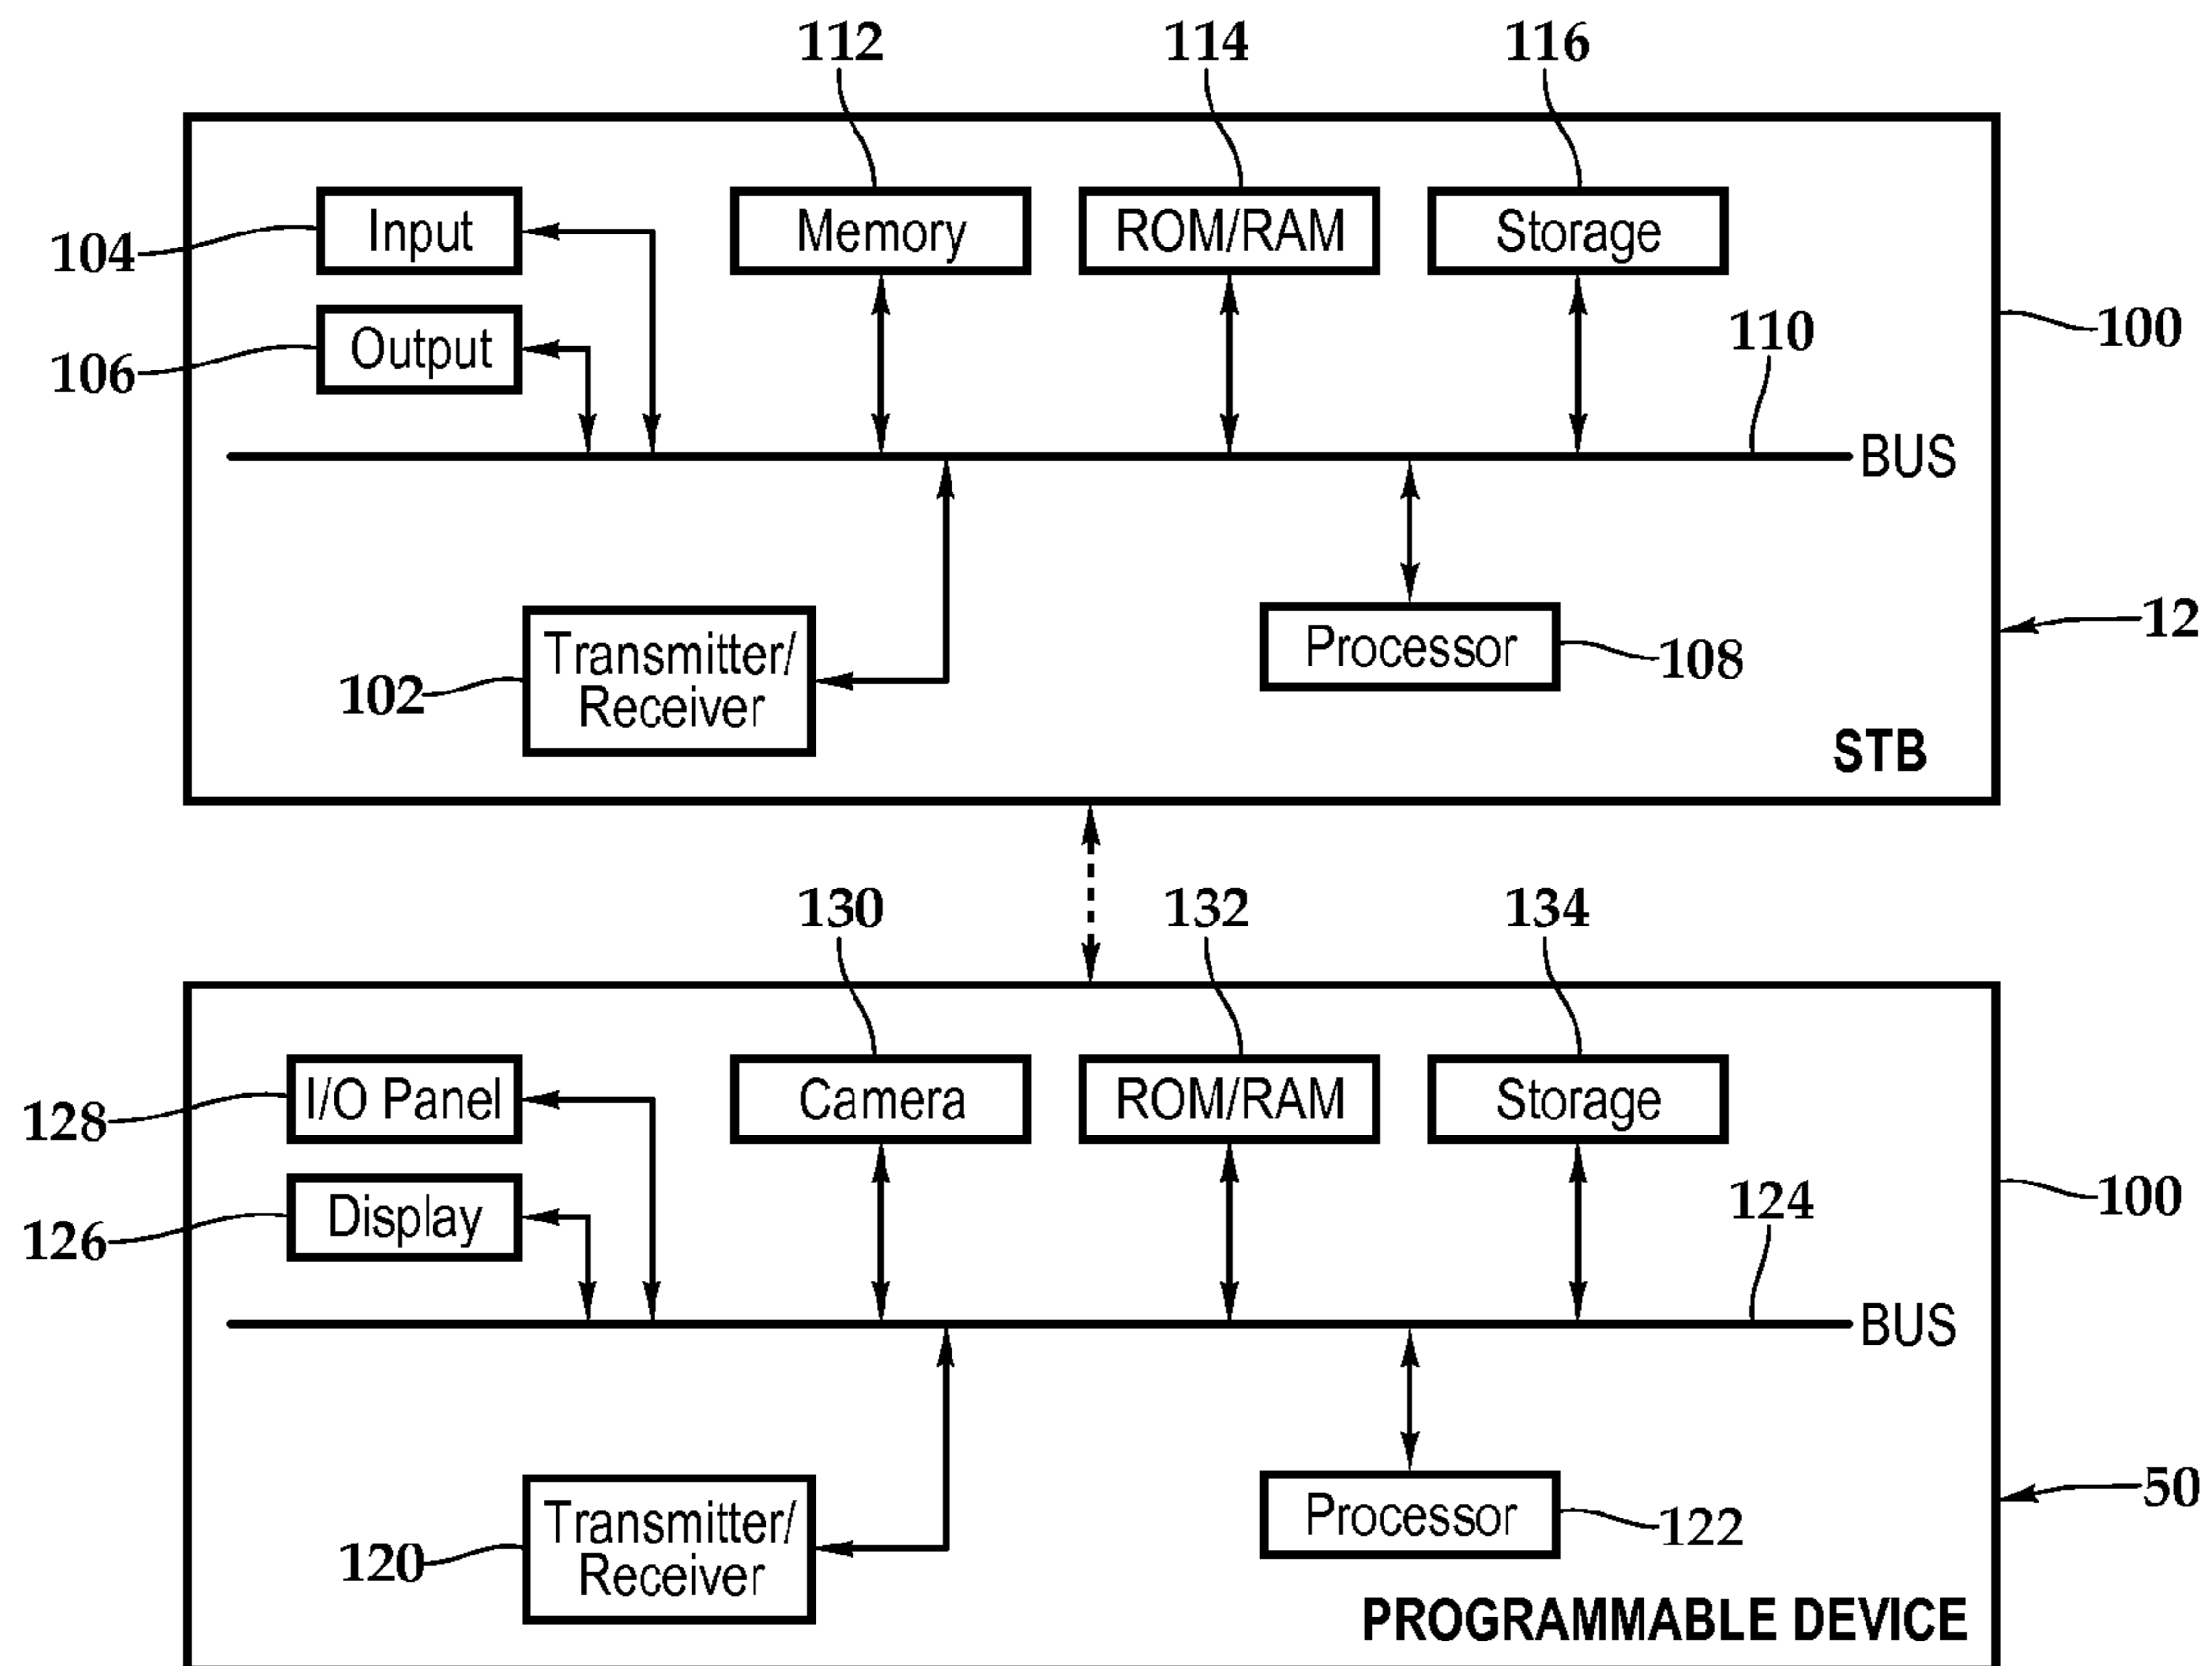 112
114
116
104
Input
Memory
ROM/RAM
Storage
106
Output
110
100
BUS
12
102
Transmitter/
Receiver
Processor
108
STB
130
132
134
128
I/O Panel
Camera
ROM/RAM
Storage
126
Display
124
100
BUS
50
120
Transmitter/
Receiver
Processor
122
PROGRAMMABLE DEVICE